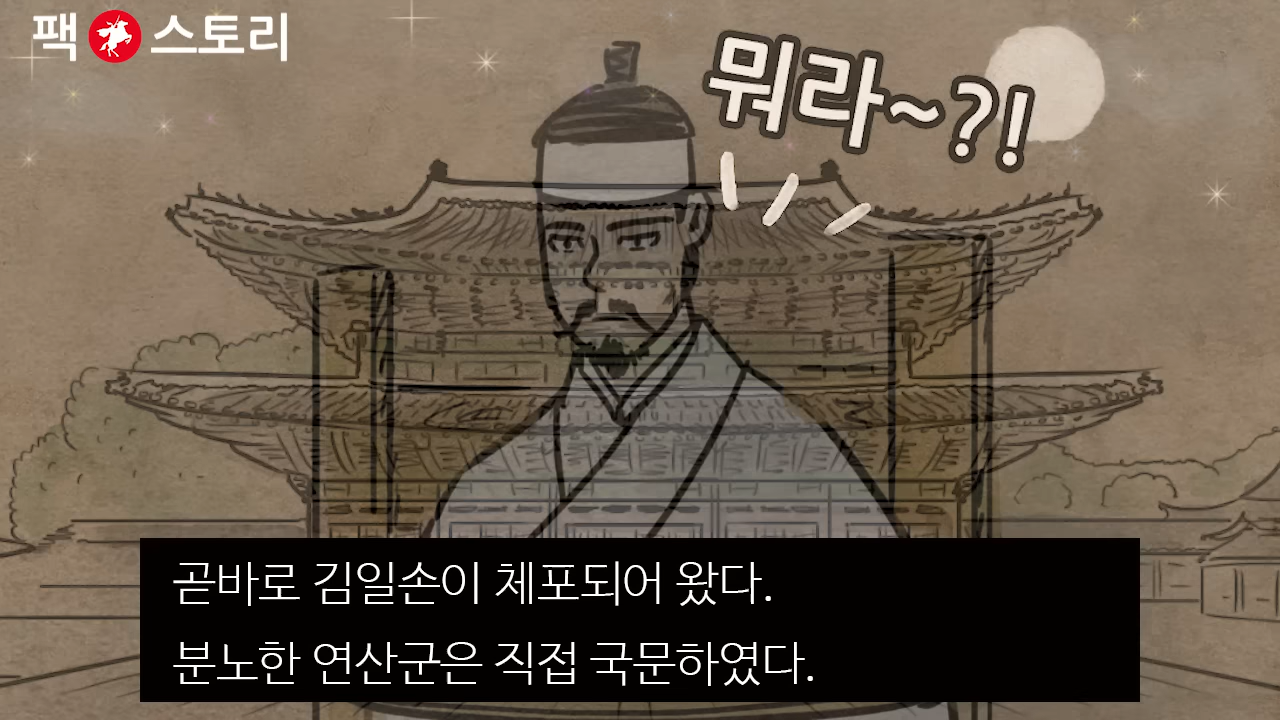 팩 스토리
뭐라~?!
곧바로 김일손이 체포되어 왔다.
분노한 연산군은 직접 국문하였다.